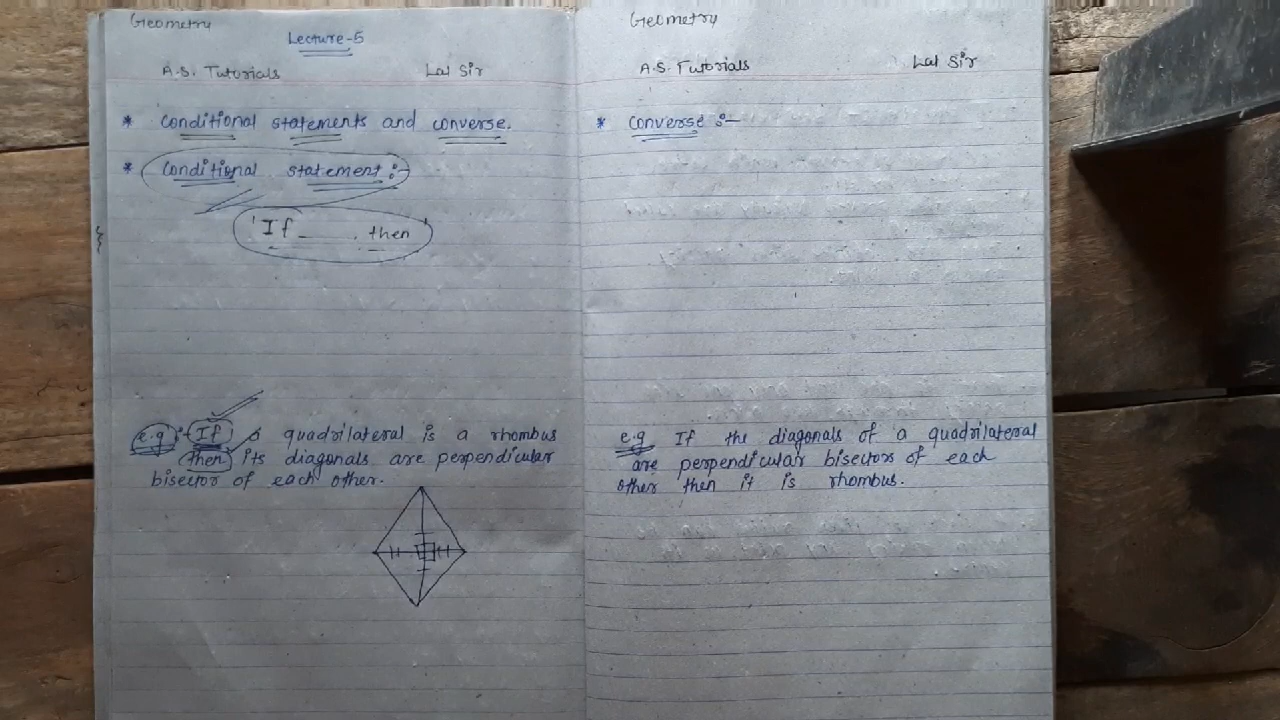 Geometry
Lecture-5
A.S. Tutorials Lal Sir
* Conditional statements and converse.
* Conditional statement :-
'If _ . then'
e.g :- If a quadrilateral is a rhombus
then its diagonals are perpendicular
bisector of each other.
Geometry
A.S. Tutorials Lal Sir
* Converse :-
e.g If the diagonals of a quadrilateral
are perpendicular bisectors of each
other then it is rhombus.